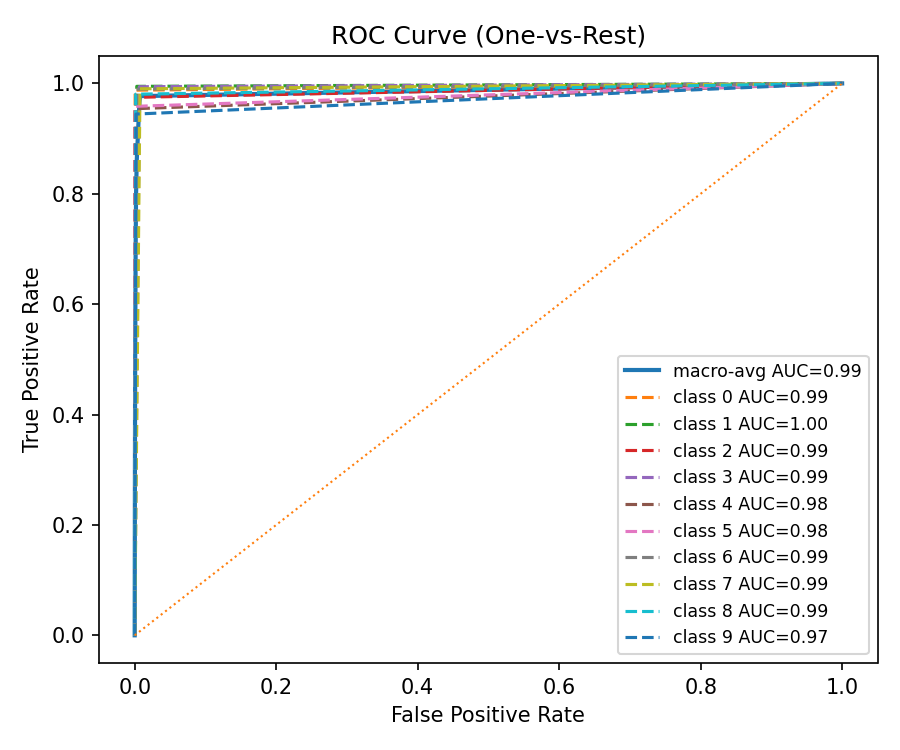 ROC Curve (One-vs-Rest)
True Positive Rate
1.0
0.8
0.6
0.4
0.2
0.0
macro-avg AUC=0.99
class 0 AUC=0.99
class 1 AUC=1.00
class 2 AUC=0.99
class 3 AUC=0.99
class 4 AUC=0.98
class 5 AUC=0.98
class 6 AUC=0.99
class 7 AUC=0.99
class 8 AUC=0.99
class 9 AUC=0.97
0.0 0.2 0.4 0.6 0.8 1.0
False Positive Rate